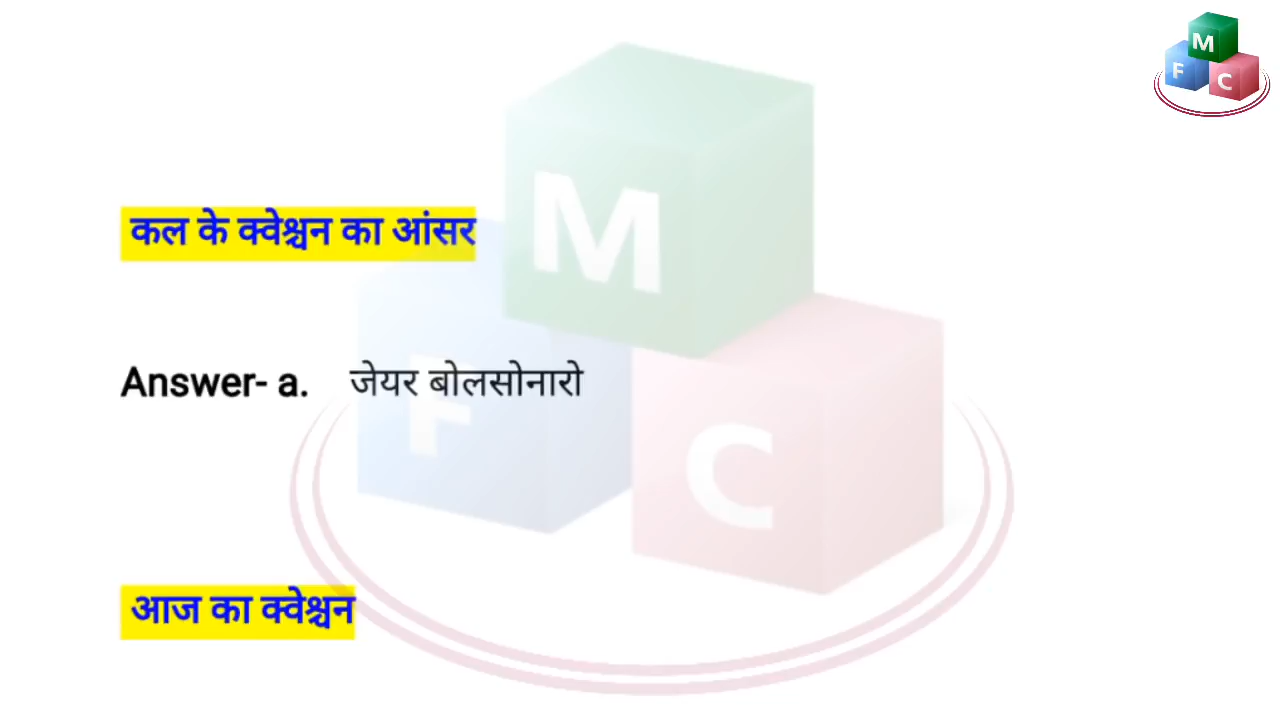 M
F C
कल के क्वेश्चन का आंसर
M
Answer- a. जेयर बोलसोनारो
F
C
आज का क्वेश्चन